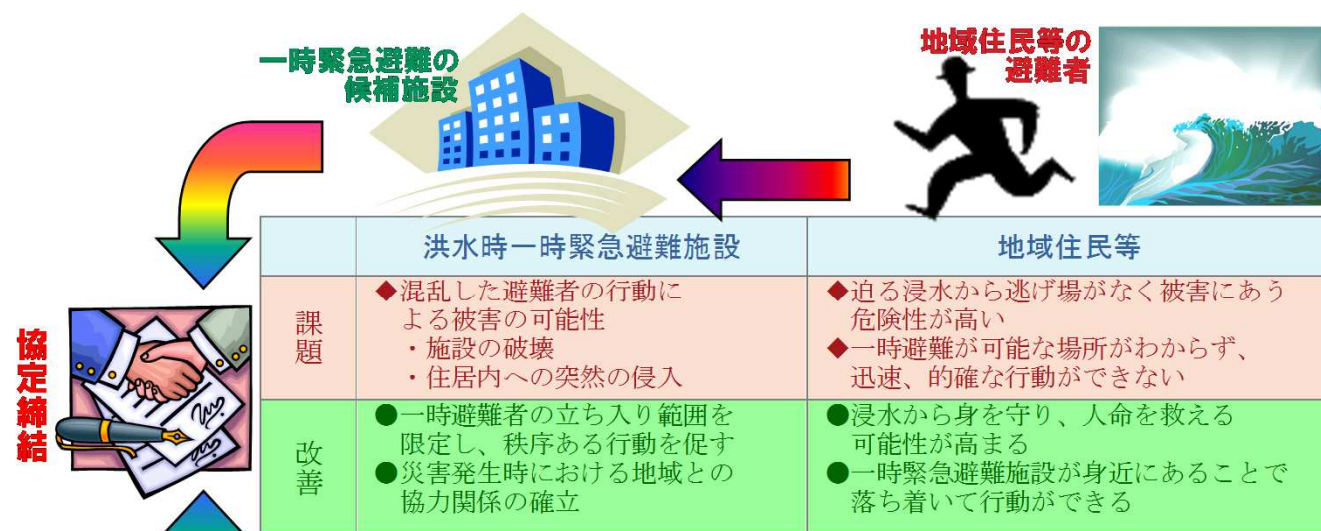 一時緊急避難の
候補施設
地域住民等の
避難者
協定締結
洪水時一時緊急避難施設
地域住民等
課題
◆混乱した避難者の行動に
よる被害の可能性
・施設の破壊
・住居内への突然の侵入
◆迫る浸水から逃げ場がなく被害にあう
危険性が高い
◆一時避難が可能な場所がわからず、
迅速、的確な行動ができない
改善
●一時避難者の立ち入り範囲を
限定し、秩序ある行動を促す
●災害発生時における地域との
協力関係の確立
●浸水から身を守り、人命を救える
可能性が高まる
●一時緊急避難施設が身近にあることで
落ち着いて行動ができる